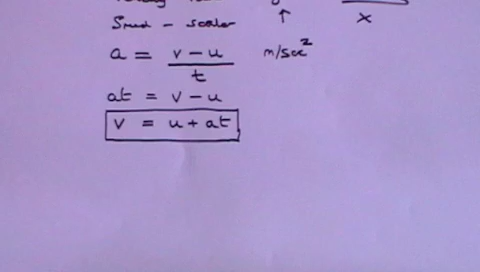 Speed - scalar ↑ x
a = v - u / t m/sec²
at = v - u
v = u + at